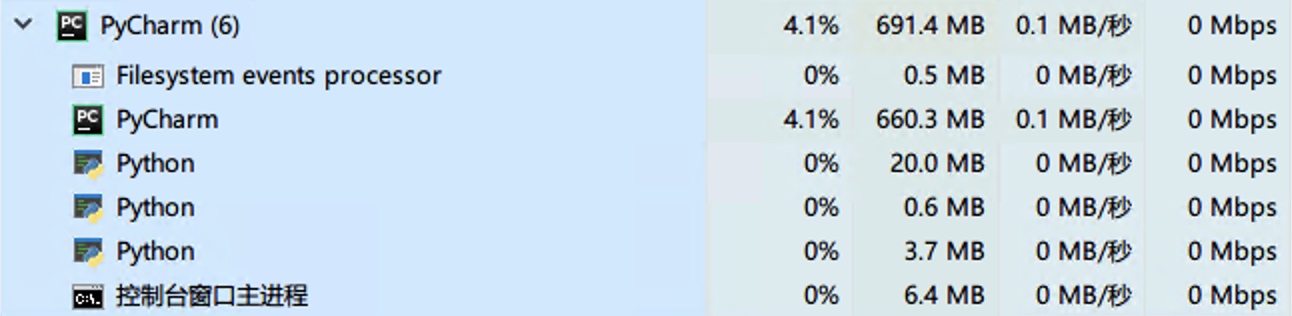 PC PyCharm (6) 4.1% 691.4 MB 0.1 MB/秒 0 Mbps
Filesystem events processor 0% 0.5 MB 0 MB/秒 0 Mbps
PC PyCharm 4.1% 660.3 MB 0.1 MB/秒 0 Mbps
Python 0% 20.0 MB 0 MB/秒 0 Mbps
Python 0% 0.6 MB 0 MB/秒 0 Mbps
Python 0% 3.7 MB 0 MB/秒 0 Mbps
C:\. 控制台窗口主进程 0% 6.4 MB 0 MB/秒 0 Mbps